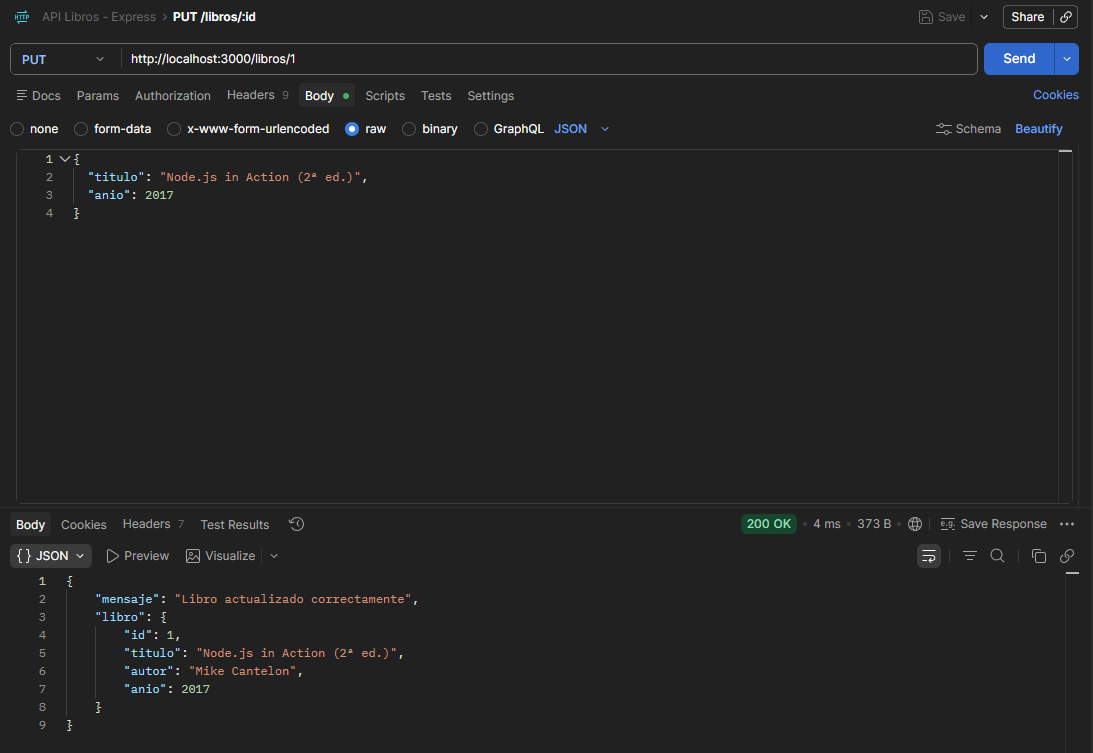 API Libros - Express > PUT /libros/:id Save Share
PUT http://localhost:3000/libros/1 Send
Docs Params Authorization Headers 9 Body Scripts Tests Settings Cookies
none form-data x-www-form-urlencoded raw binary GraphQL JSON Schema Beautify
1 {
2 "titulo": "Node.js in Action (2ª ed.)",
3 "anio": 2017
4 }
Body Cookies Headers 7 Test Results 200 OK • 4 ms • 373 B e.g. Save Response
{} JSON Preview Visualize
1 {
2 "mensaje": "Libro actualizado correctamente",
3 "libro": {
4 "id": 1,
5 "titulo": "Node.js in Action (2ª ed.)",
6 "autor": "Mike Cantelon",
7 "anio": 2017
8 }
9 }